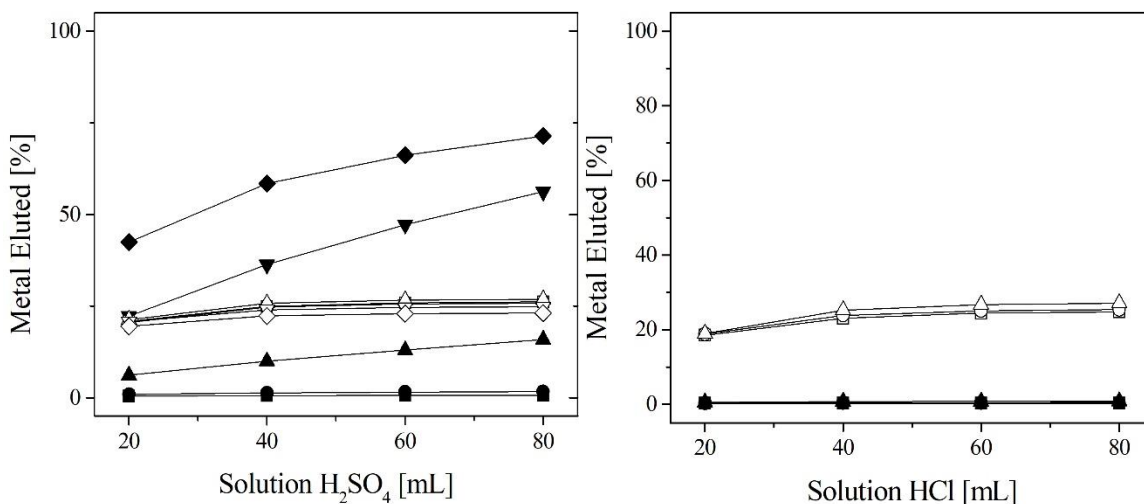 100
50
0
Metal Eluted [%]
20 40 60 80
Solution H₂SO₄ [mL]
100
80
60
40
20
0
Metal Eluted [%]
20 40 60 80
Solution HCl [mL]